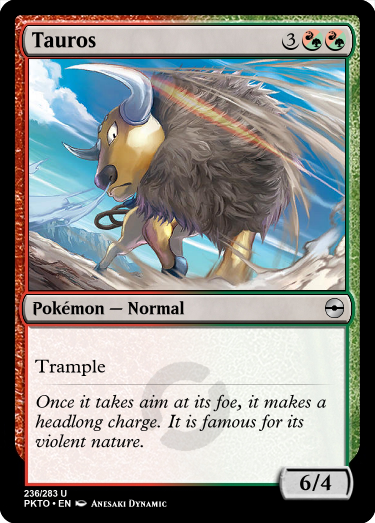 Tauros 3
Pokémon — Normal
Trample
Once it takes aim at its foe, it makes a
headlong charge. It is famous for its
violent nature.
6/4
236/283 U
PKTO • EN Anesaki Dynamic